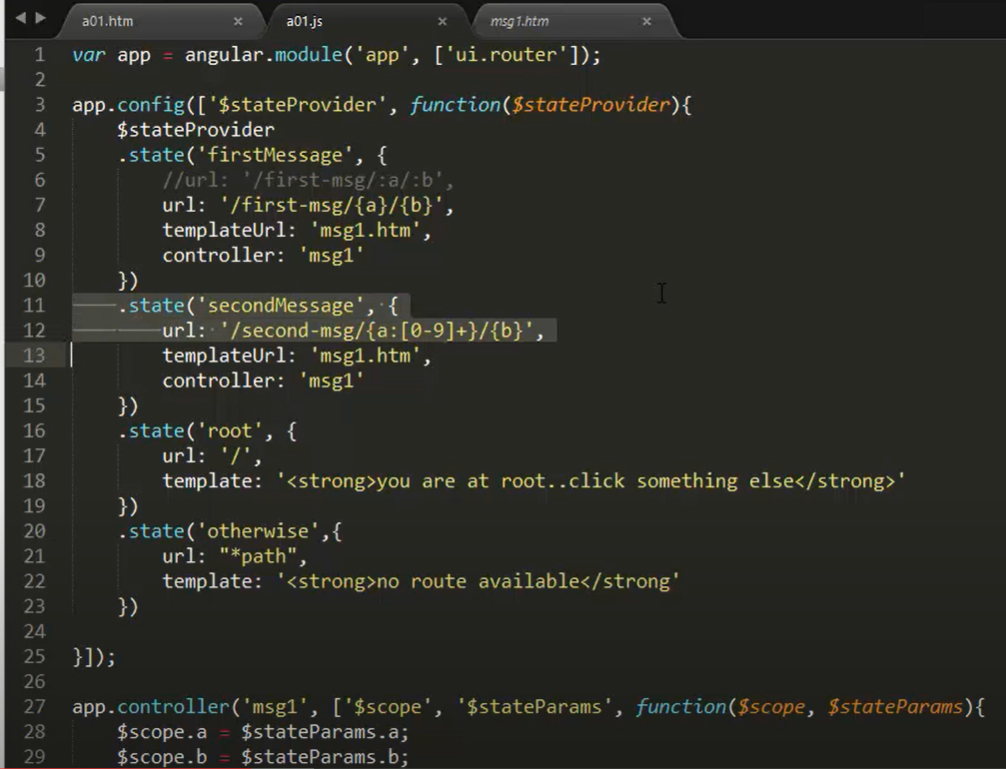 a01.htm × a01.js × msg1.htm ×
1 var app = angular.module('app', ['ui.router']);
2
3 app.config(['$stateProvider', function($stateProvider){
4 $stateProvider
5 .state('firstMessage', {
6 //url: '/first-msg/:a/:b',
7 url: '/first-msg/{a}/{b}',
8 templateUrl: 'msg1.htm',
9 controller: 'msg1'
10 })
11 .state('secondMessage', {
12 url: '/second-msg/{a:[0-9]+}/{b}',
13 templateUrl: 'msg1.htm',
14 controller: 'msg1'
15 })
16 .state('root', {
17 url: '/',
18 template: '<strong>you are at root..click something else</strong>'
19 })
20 .state('otherwise',{
21 url: "*path",
22 template: '<strong>no route available</strong'
23 })
24
25 }]);
26
27 app.controller('msg1', ['$scope', '$stateParams', function($scope, $stateParams){
28 $scope.a = $stateParams.a;
29 $scope.b = $stateParams.b;